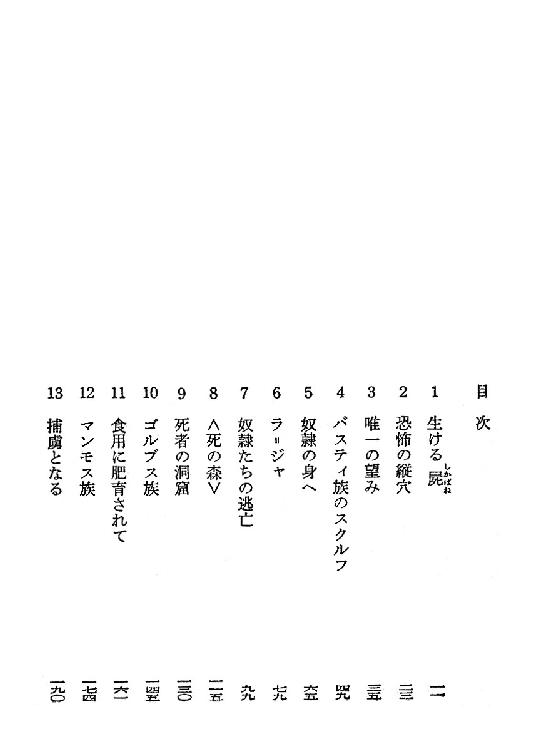 目次
1 生ける屍 しかばね 一一
2 恐怖の縦穴 二三
3 唯一の望み 三五
4 バスティ族のスクルフ 四九
5 奴隷の身へ 六五
6 ラ＝ジャ 七九
7 奴隷たちの逃亡 九九
8 〈死の森〉 一一五
9 死者の洞窟 一三〇
10 ゴルブス族 一四五
11 食用に肥育されて 一六一
12 マンモス族 一七四
13 捕虜となる 一九〇